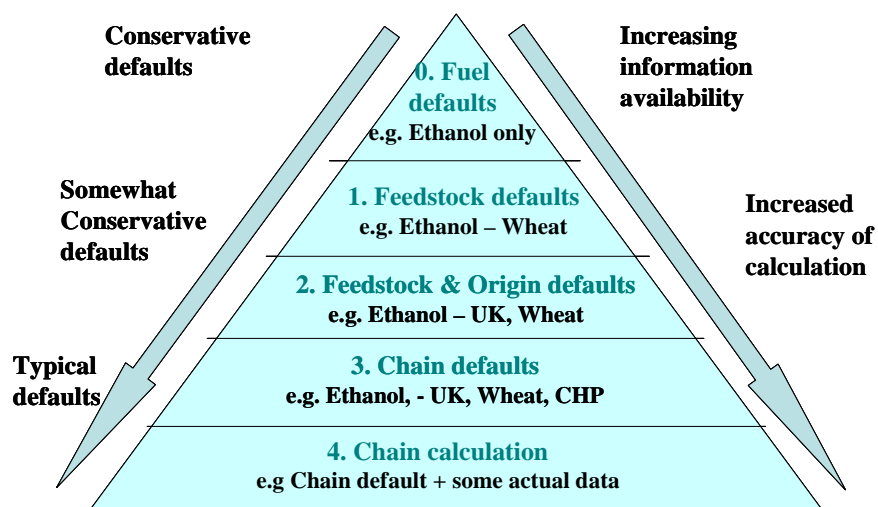 Conservative
defaults
Increasing
information
availability
0. Fuel
defaults
e.g. Ethanol only
Somewhat
Conservative
defaults
1. Feedstock defaults
e.g. Ethanol – Wheat
Increased
accuracy of
calculation
2. Feedstock & Origin defaults
e.g. Ethanol – UK, Wheat
Typical
defaults
3. Chain defaults
e.g. Ethanol, - UK, Wheat, CHP
4. Chain calculation
e.g Chain default + some actual data